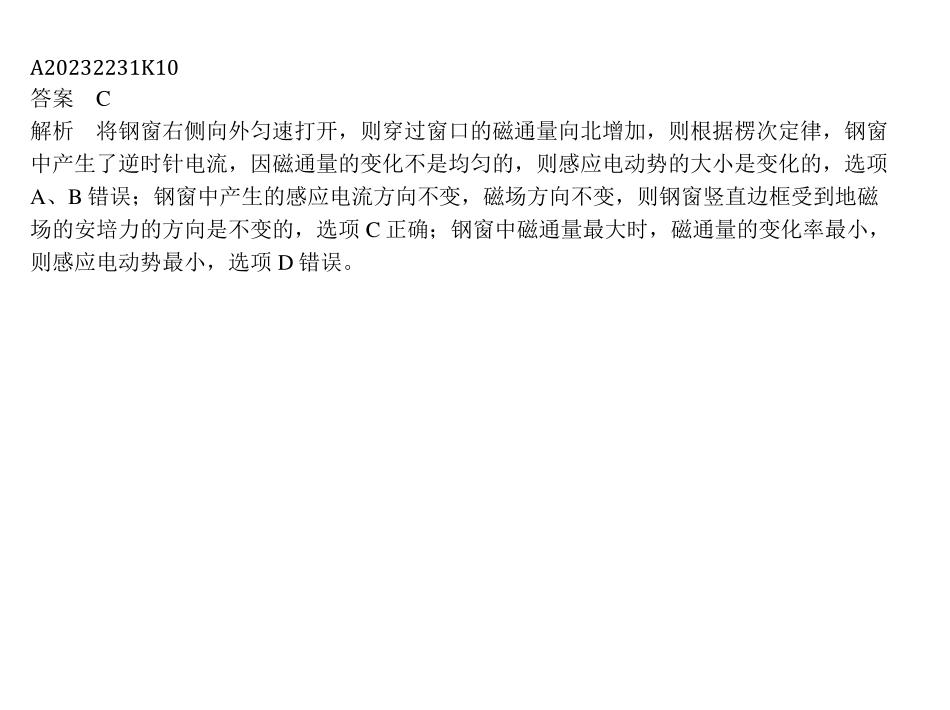 A20232231K10
答案　C
解析　将钢窗右侧向外匀速打开，则穿过窗口的磁通量向北增加，则根据楞次定律，钢窗
中产生了逆时针电流，因磁通量的变化不是均匀的，则感应电动势的大小是变化的，选项
A、B 错误；钢窗中产生的感应电流方向不变，磁场方向不变，则钢窗竖直边框受到地磁
场的安培力的方向是不变的，选项 C 正确；钢窗中磁通量最大时，磁通量的变化率最小，
则感应电动势最小，选项 D 错误。